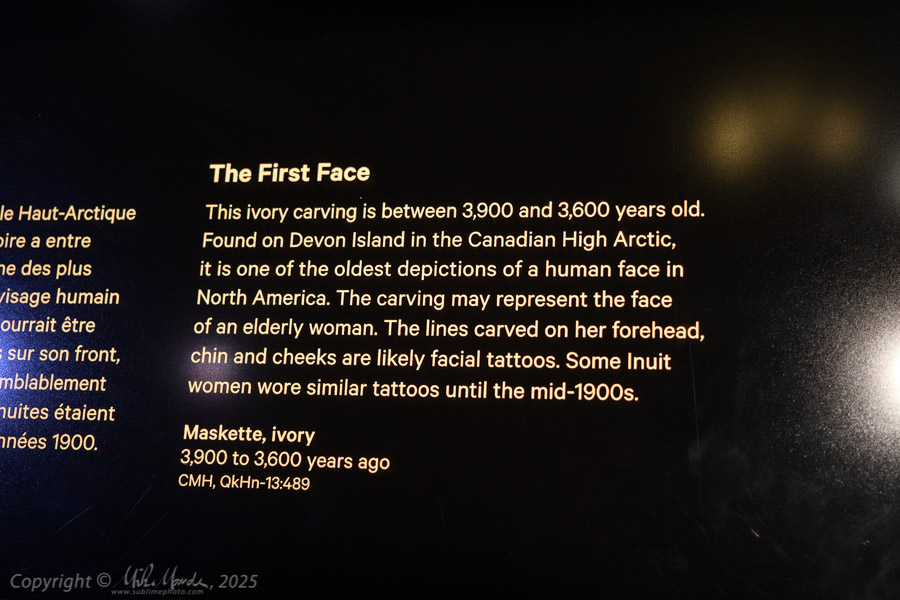 le Haut-Arctique
oire a entre
ne des plus
visage humain
ourrait être
s sur son front,
mblablement
nuites étaient
nnées 1900.
The First Face
This ivory carving is between 3,900 and 3,600 years old.
Found on Devon Island in the Canadian High Arctic,
it is one of the oldest depictions of a human face in
North America. The carving may represent the face
of an elderly woman. The lines carved on her forehead,
chin and cheeks are likely facial tattoos. Some Inuit
women wore similar tattoos until the mid-1900s.
Maskette, ivory
3,900 to 3,600 years ago
CMH, QkHn-13:489
Copyright © , 2025
www.sublimephoto.com